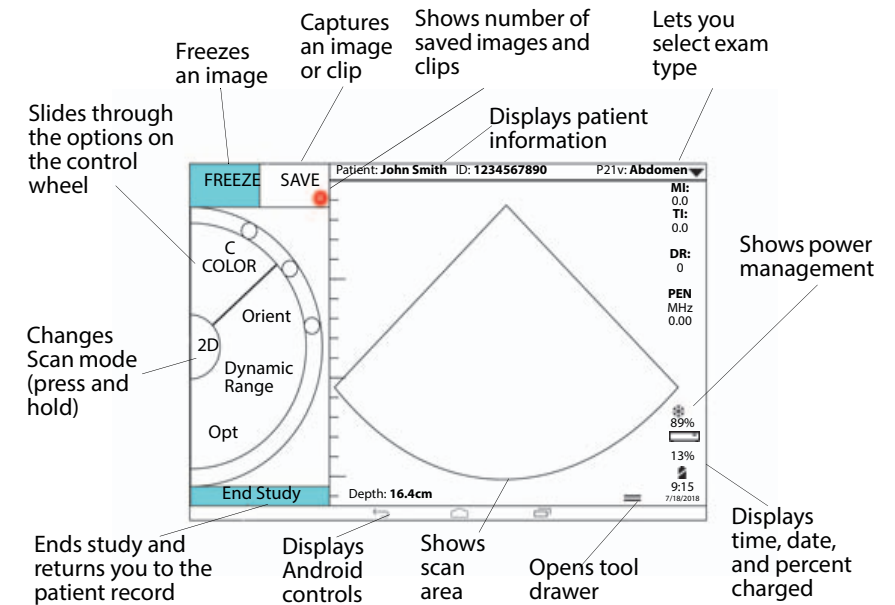 Freezes
an image
Captures
an image
or clip
Shows number of
saved images and
clips
Lets you
select exam
type
Slides through
the options on
the control
wheel
Displays patient
information
FREEZE
SAVE
Patient: John Smith ID: 1234567890
P21v: Abdomen
MI:
0.0
TI:
0.0
DR:
0
PEN
MHz
0.00
C
COLOR
Orient
2D
Dynamic
Range
Opt
Shows power
management
Changes
Scan mode
(press and
hold)
89%
13%
9:15
7/18/2018
End Study
Depth: 16.4cm
Ends study and
returns you to the
patient record
Displays
Android
controls
Shows
scan
area
Opens tool
drawer
Displays
time, date,
and percent
charged